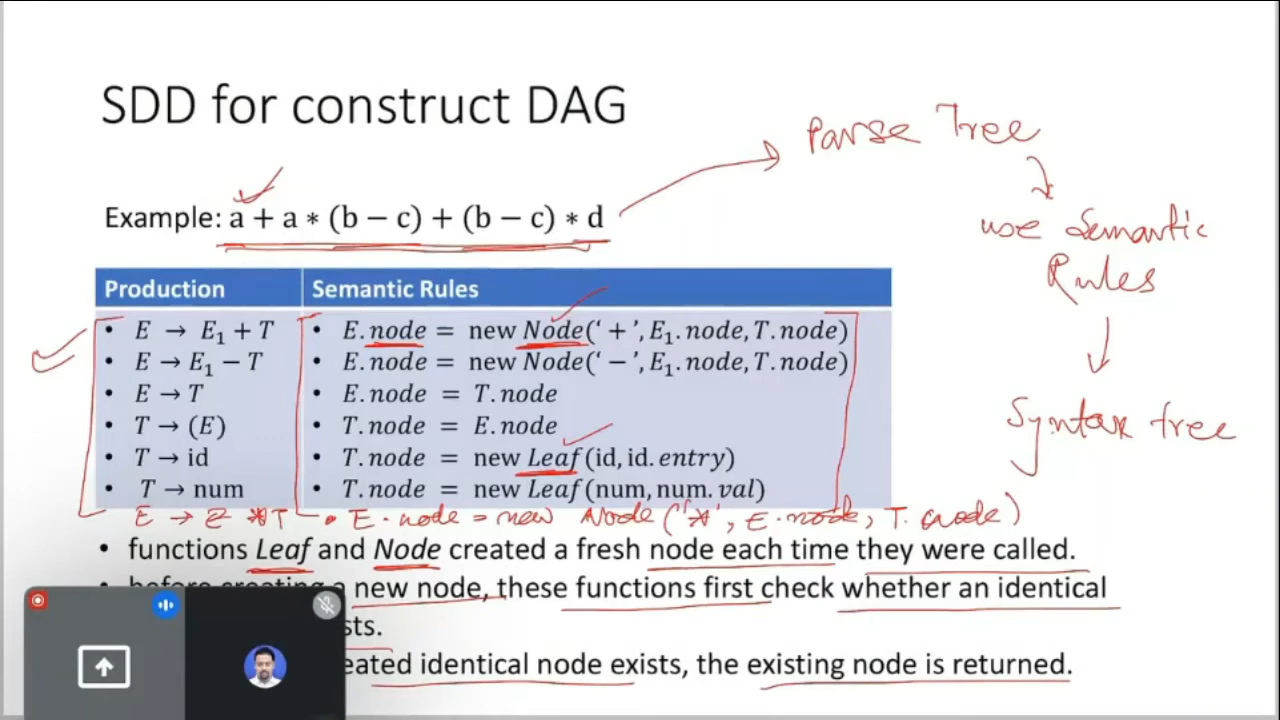 SDD for construct DAG
Parse Tree
use Semantic
Rules
Syntax tree
Example: a + a ∗ (b − c) + (b − c) ∗ d
Production Semantic Rules
• E → E₁ + T • E.node = new Node(‘ + ’, E₁.node, T.node)
• E → E₁ − T • E.node = new Node(‘ − ’, E₁.node, T.node)
• E → T • E.node = T.node
• T → (E) • T.node = E.node
• T → id • T.node = new Leaf(id, id.entry)
• T → num • T.node = new Leaf(num, num.val)
E → E * T • E.node = new Node('*', E.node, T.node)
• functions Leaf and Node created a fresh node each time they were called.
new node, these functions first check whether an identical
sts.
eated identical node exists, the existing node is returned.